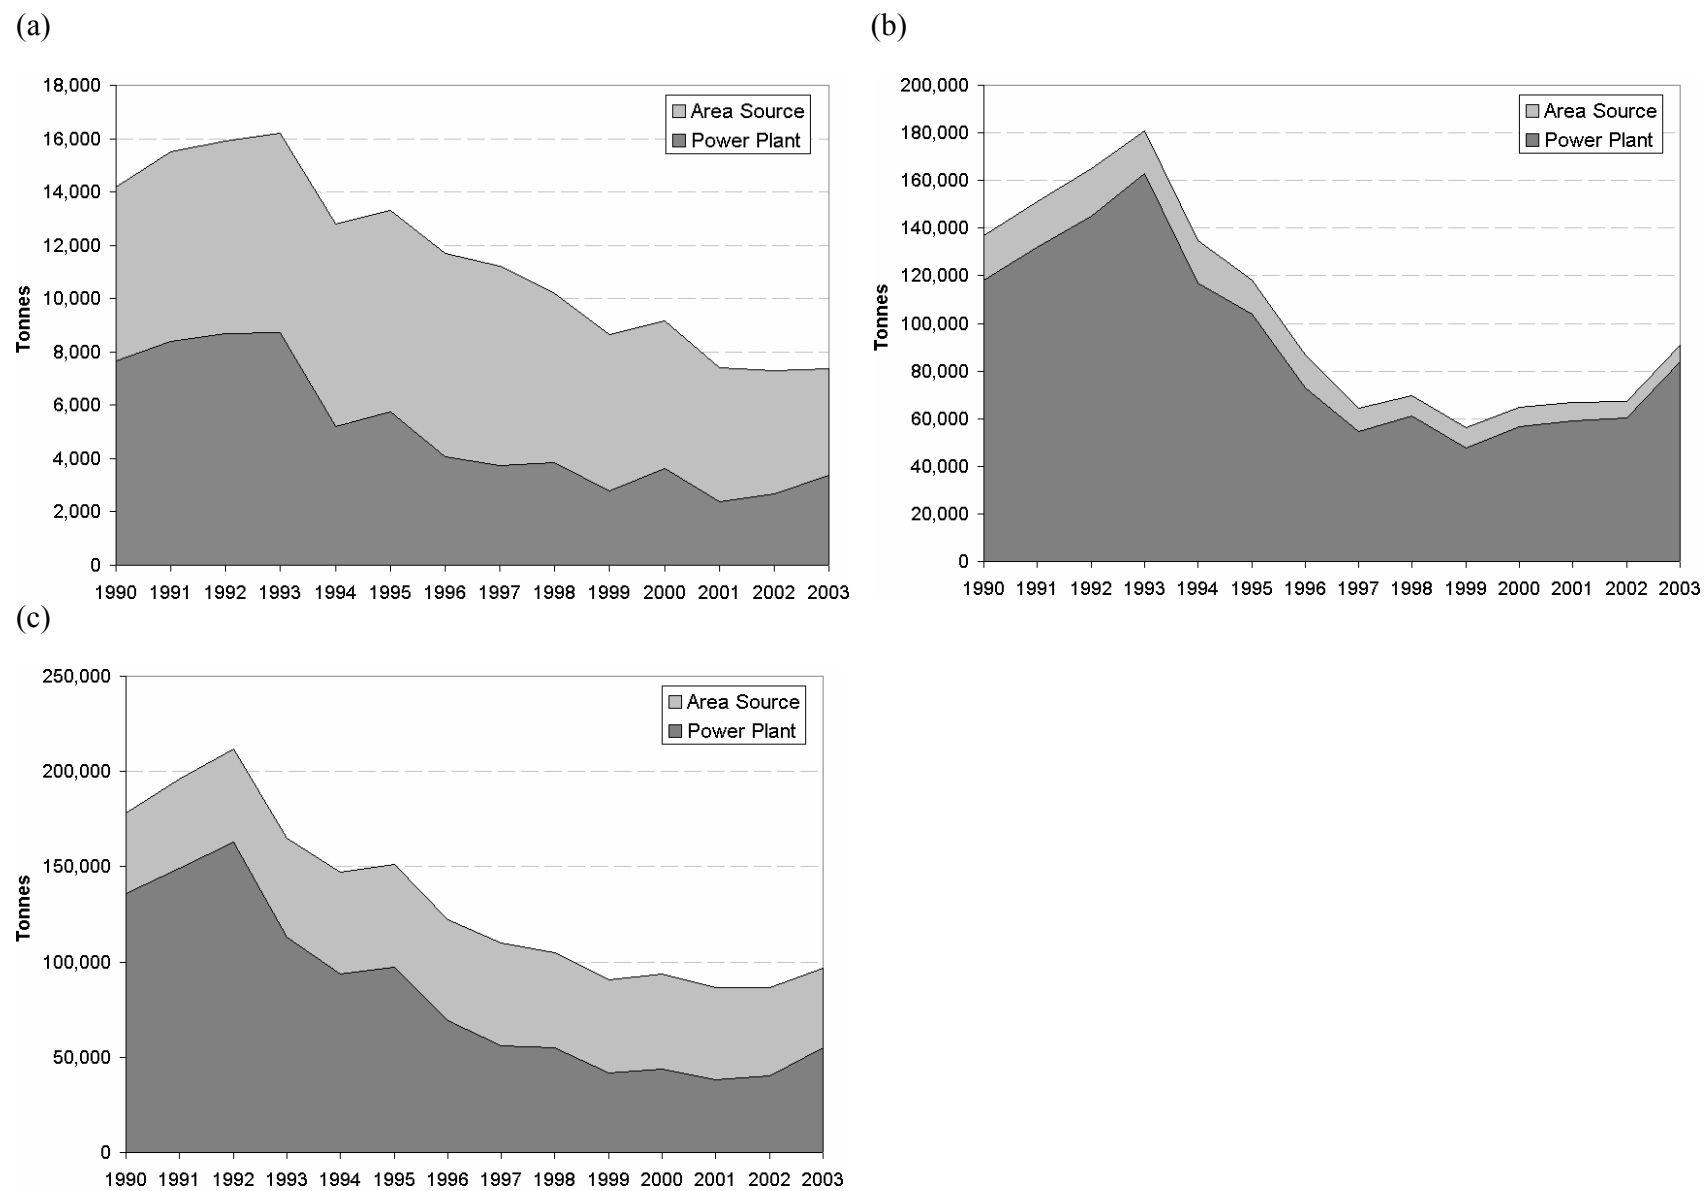 (a)
18,000
16,000
14,000
12,000
10,000
8,000
6,000
4,000
2,000
0
Tonnes
Area Source
Power Plant
1990 1991 1992 1993 1994 1995 1996 1997 1998 1999 2000 2001 2002 2003
(b)
200,000
180,000
160,000
140,000
120,000
100,000
80,000
60,000
40,000
20,000
0
Tonnes
Area Source
Power Plant
1990 1991 1992 1993 1994 1995 1996 1997 1998 1999 2000 2001 2002 2003
(c)
250,000
200,000
150,000
100,000
50,000
0
Tonnes
Area Source
Power Plant
1990 1991 1992 1993 1994 1995 1996 1997 1998 1999 2000 2001 2002 2003